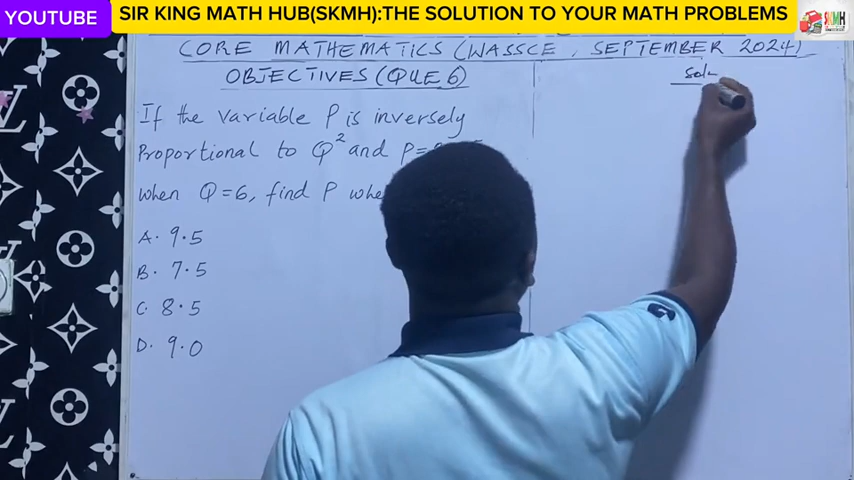 YOUTUBE
SIR KING MATH HUB(SKMH):THE SOLUTION TO YOUR MATH PROBLEMS
CORE MATHEMATICS (WASSCE, SEPTEMBER 2024)
OBJECTIVES (QUE 6)
If the variable P is inversely
Proportional to Q² and P=
when Q=6, find P
A. 9.5
B. 7.5
C. 8.5
D. 9.0
Soln